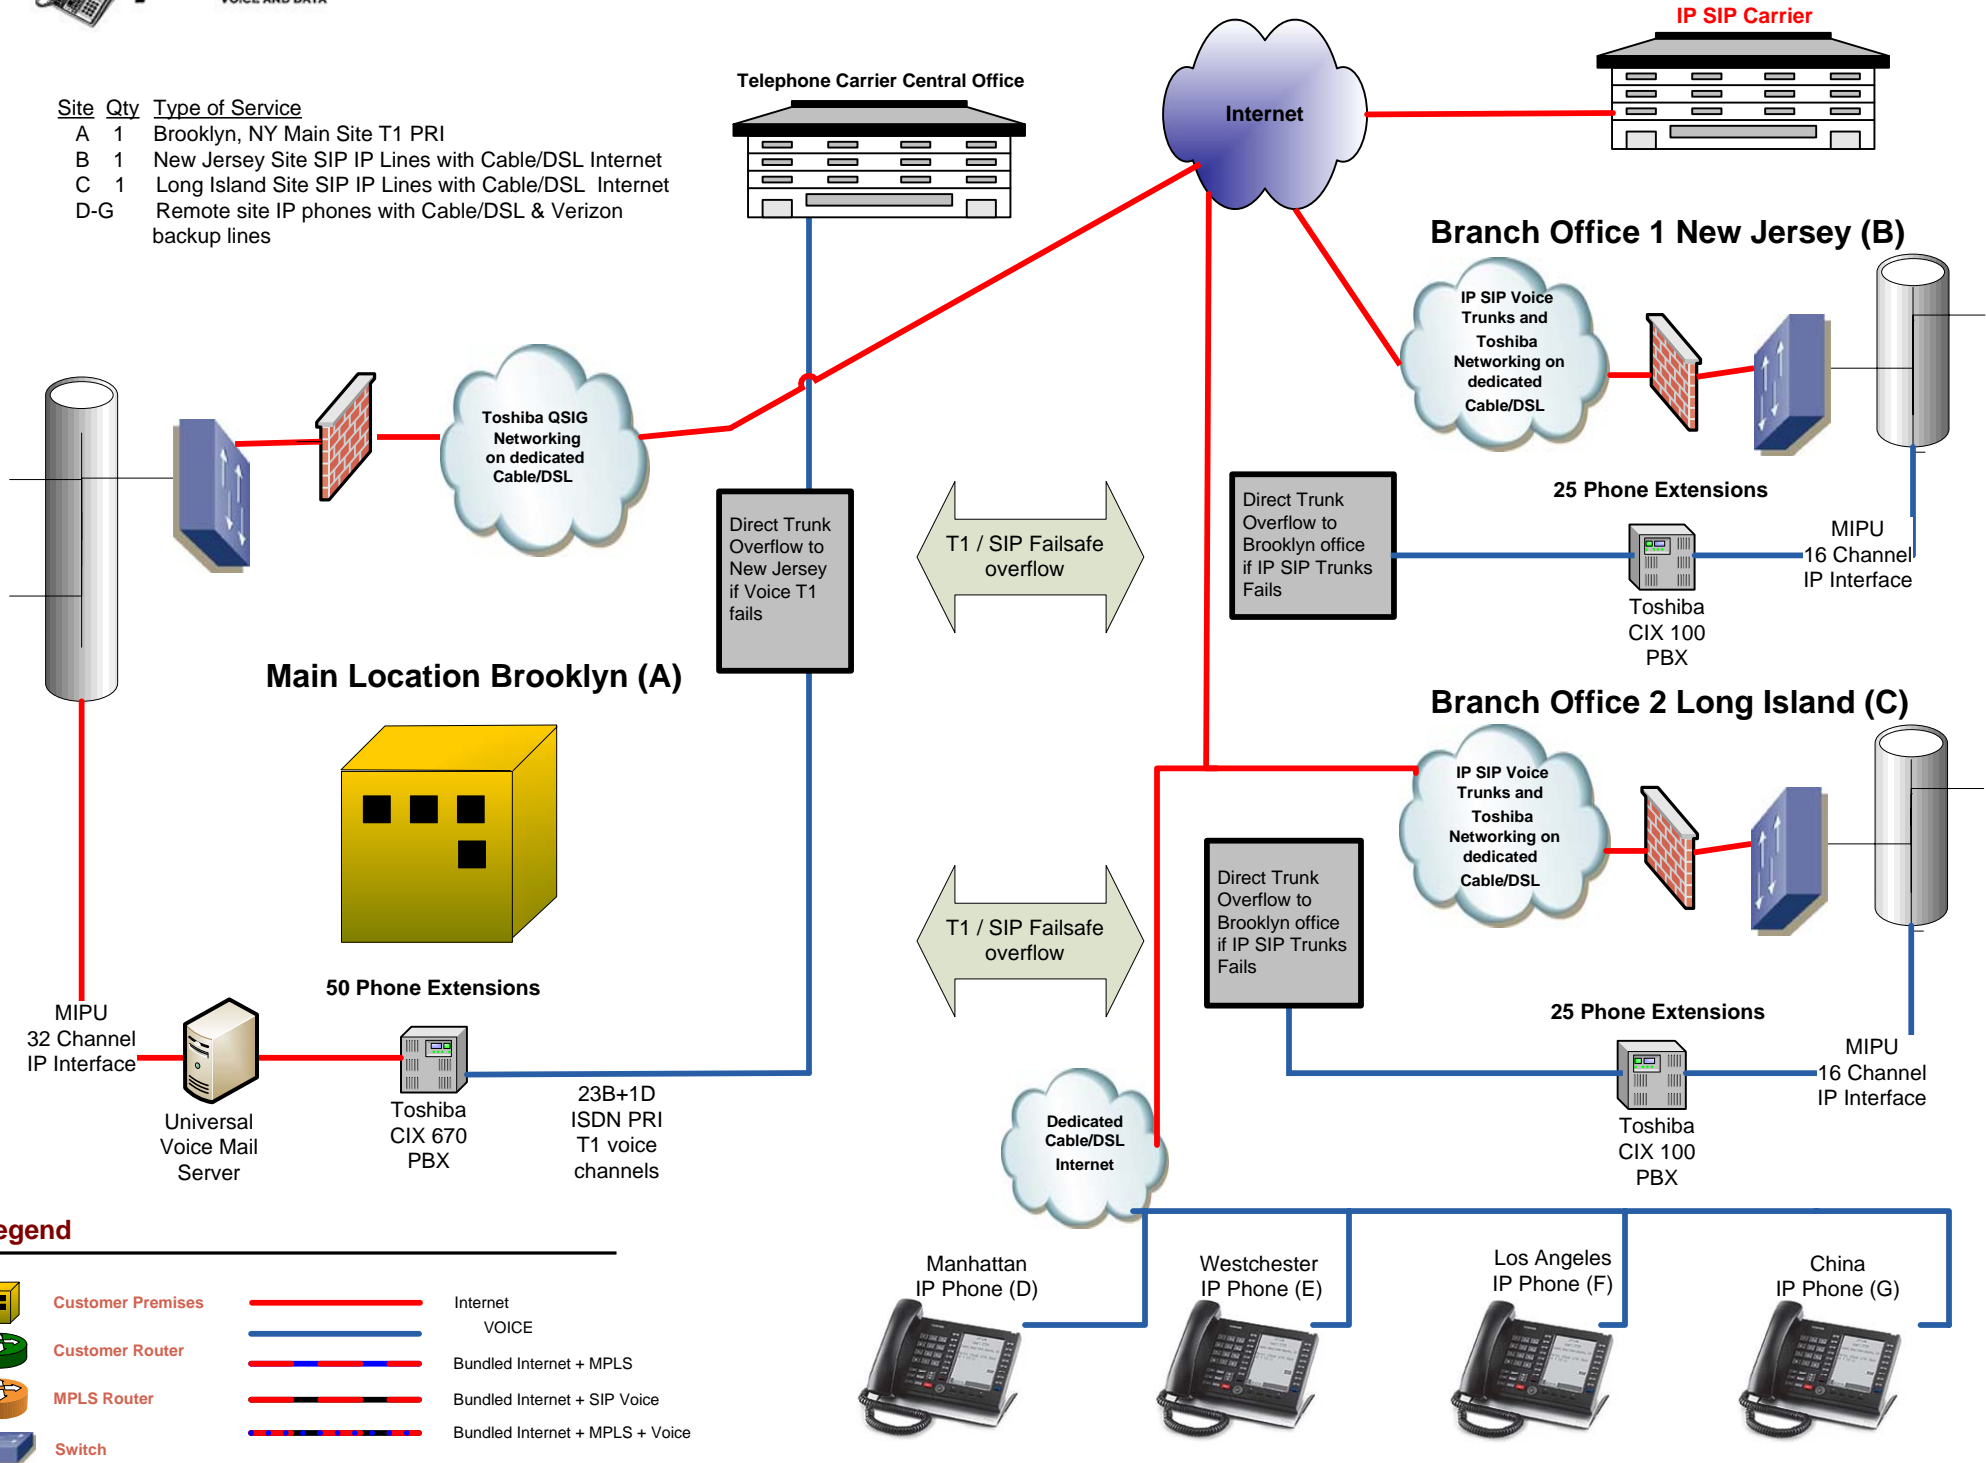 VOICE AND DATA
IP SIP Carrier
Telephone Carrier Central Office
Internet
Site Qty Type of Service
A 1 Brooklyn, NY Main Site T1 PRI
B 1 New Jersey Site SIP IP Lines with Cable/DSL Internet
C 1 Long Island Site SIP IP Lines with Cable/DSL Internet
D-G Remote site IP phones with Cable/DSL & Verizon
backup lines
Branch Office 1 New Jersey (B)
IP SIP Voice
Trunks and
Toshiba
Networking on
dedicated
Cable/DSL
Toshiba QSIG
Networking
on dedicated
Cable/DSL
25 Phone Extensions
Direct Trunk
Overflow to
New Jersey
if Voice T1
fails
T1 / SIP Failsafe
overflow
Direct Trunk
Overflow to
Brooklyn office
if IP SIP Trunks
Fails
MIPU
16 Channel
IP Interface
Toshiba
CIX 100
PBX
Main Location Brooklyn (A)
Branch Office 2 Long Island (C)
IP SIP Voice
Trunks and
Toshiba
Networking on
dedicated
Cable/DSL
T1 / SIP Failsafe
overflow
Direct Trunk
Overflow to
Brooklyn office
if IP SIP Trunks
Fails
50 Phone Extensions
25 Phone Extensions
MIPU
32 Channel
IP Interface
MIPU
16 Channel
IP Interface
Universal
Voice Mail
Server
Toshiba
CIX 670
PBX
23B+1D
ISDN PRI
T1 voice
channels
Dedicated
Cable/DSL
Internet
Toshiba
CIX 100
PBX
egend
Manhattan
IP Phone (D)
Westchester
IP Phone (E)
Los Angeles
IP Phone (F)
China
IP Phone (G)
Customer Premises
Internet
VOICE
Customer Router
Bundled Internet + MPLS
MPLS Router
Bundled Internet + SIP Voice
Bundled Internet + MPLS + Voice
Switch